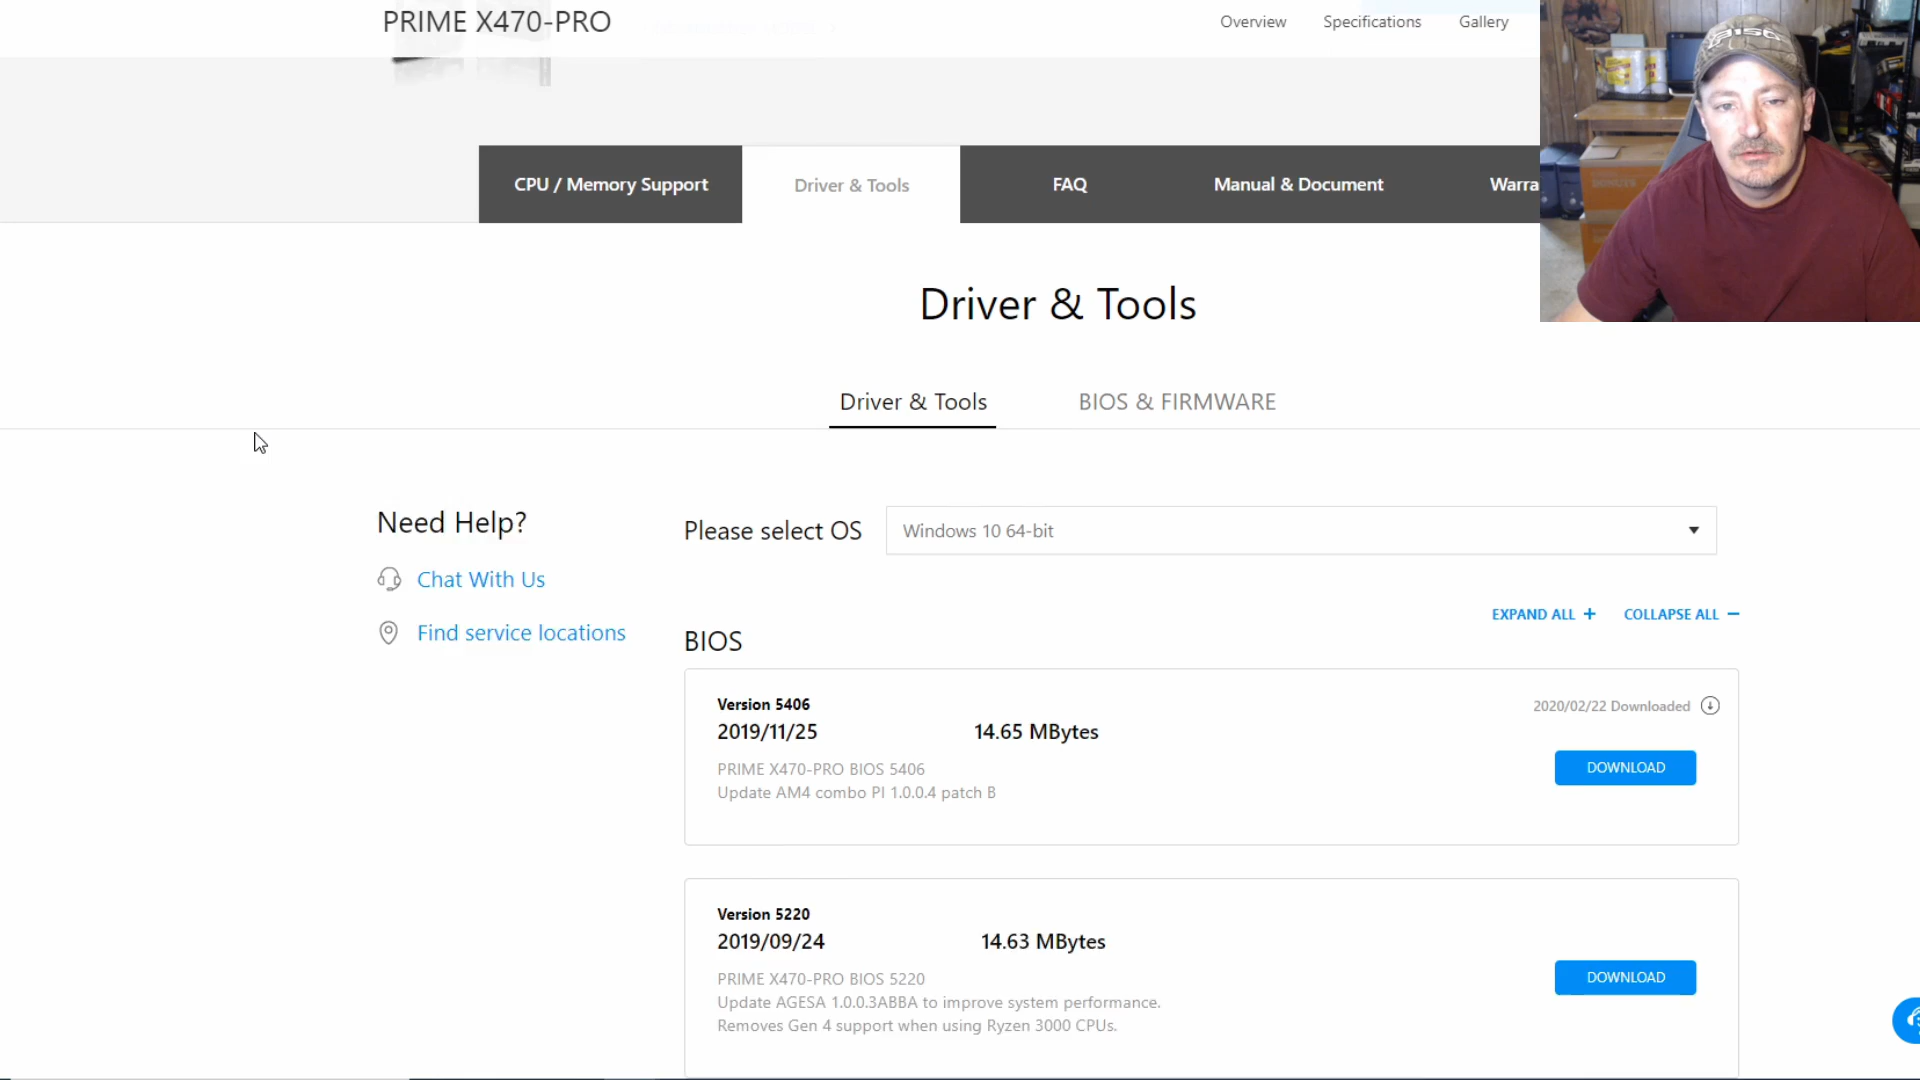 PRIME X470-PRO
Overview Specifications Gallery
CPU / Memory Support Driver & Tools FAQ Manual & Document Warra
Driver & Tools
Driver & Tools BIOS & FIRMWARE
Need Help?
Chat With Us
Find service locations
Please select OS Windows 10 64-bit
EXPAND ALL + COLLAPSE ALL −
BIOS
Version 5406
2020/02/22 Downloaded
2019/11/25 14.65 MBytes
DOWNLOAD
PRIME X470-PRO BIOS 5406
Update AM4 combo PI 1.0.0.4 patch B
Version 5220
2019/09/24 14.63 MBytes
DOWNLOAD
PRIME X470-PRO BIOS 5220
Update AGESA 1.0.0.3ABBA to improve system performance.
Removes Gen 4 support when using Ryzen 3000 CPUs.